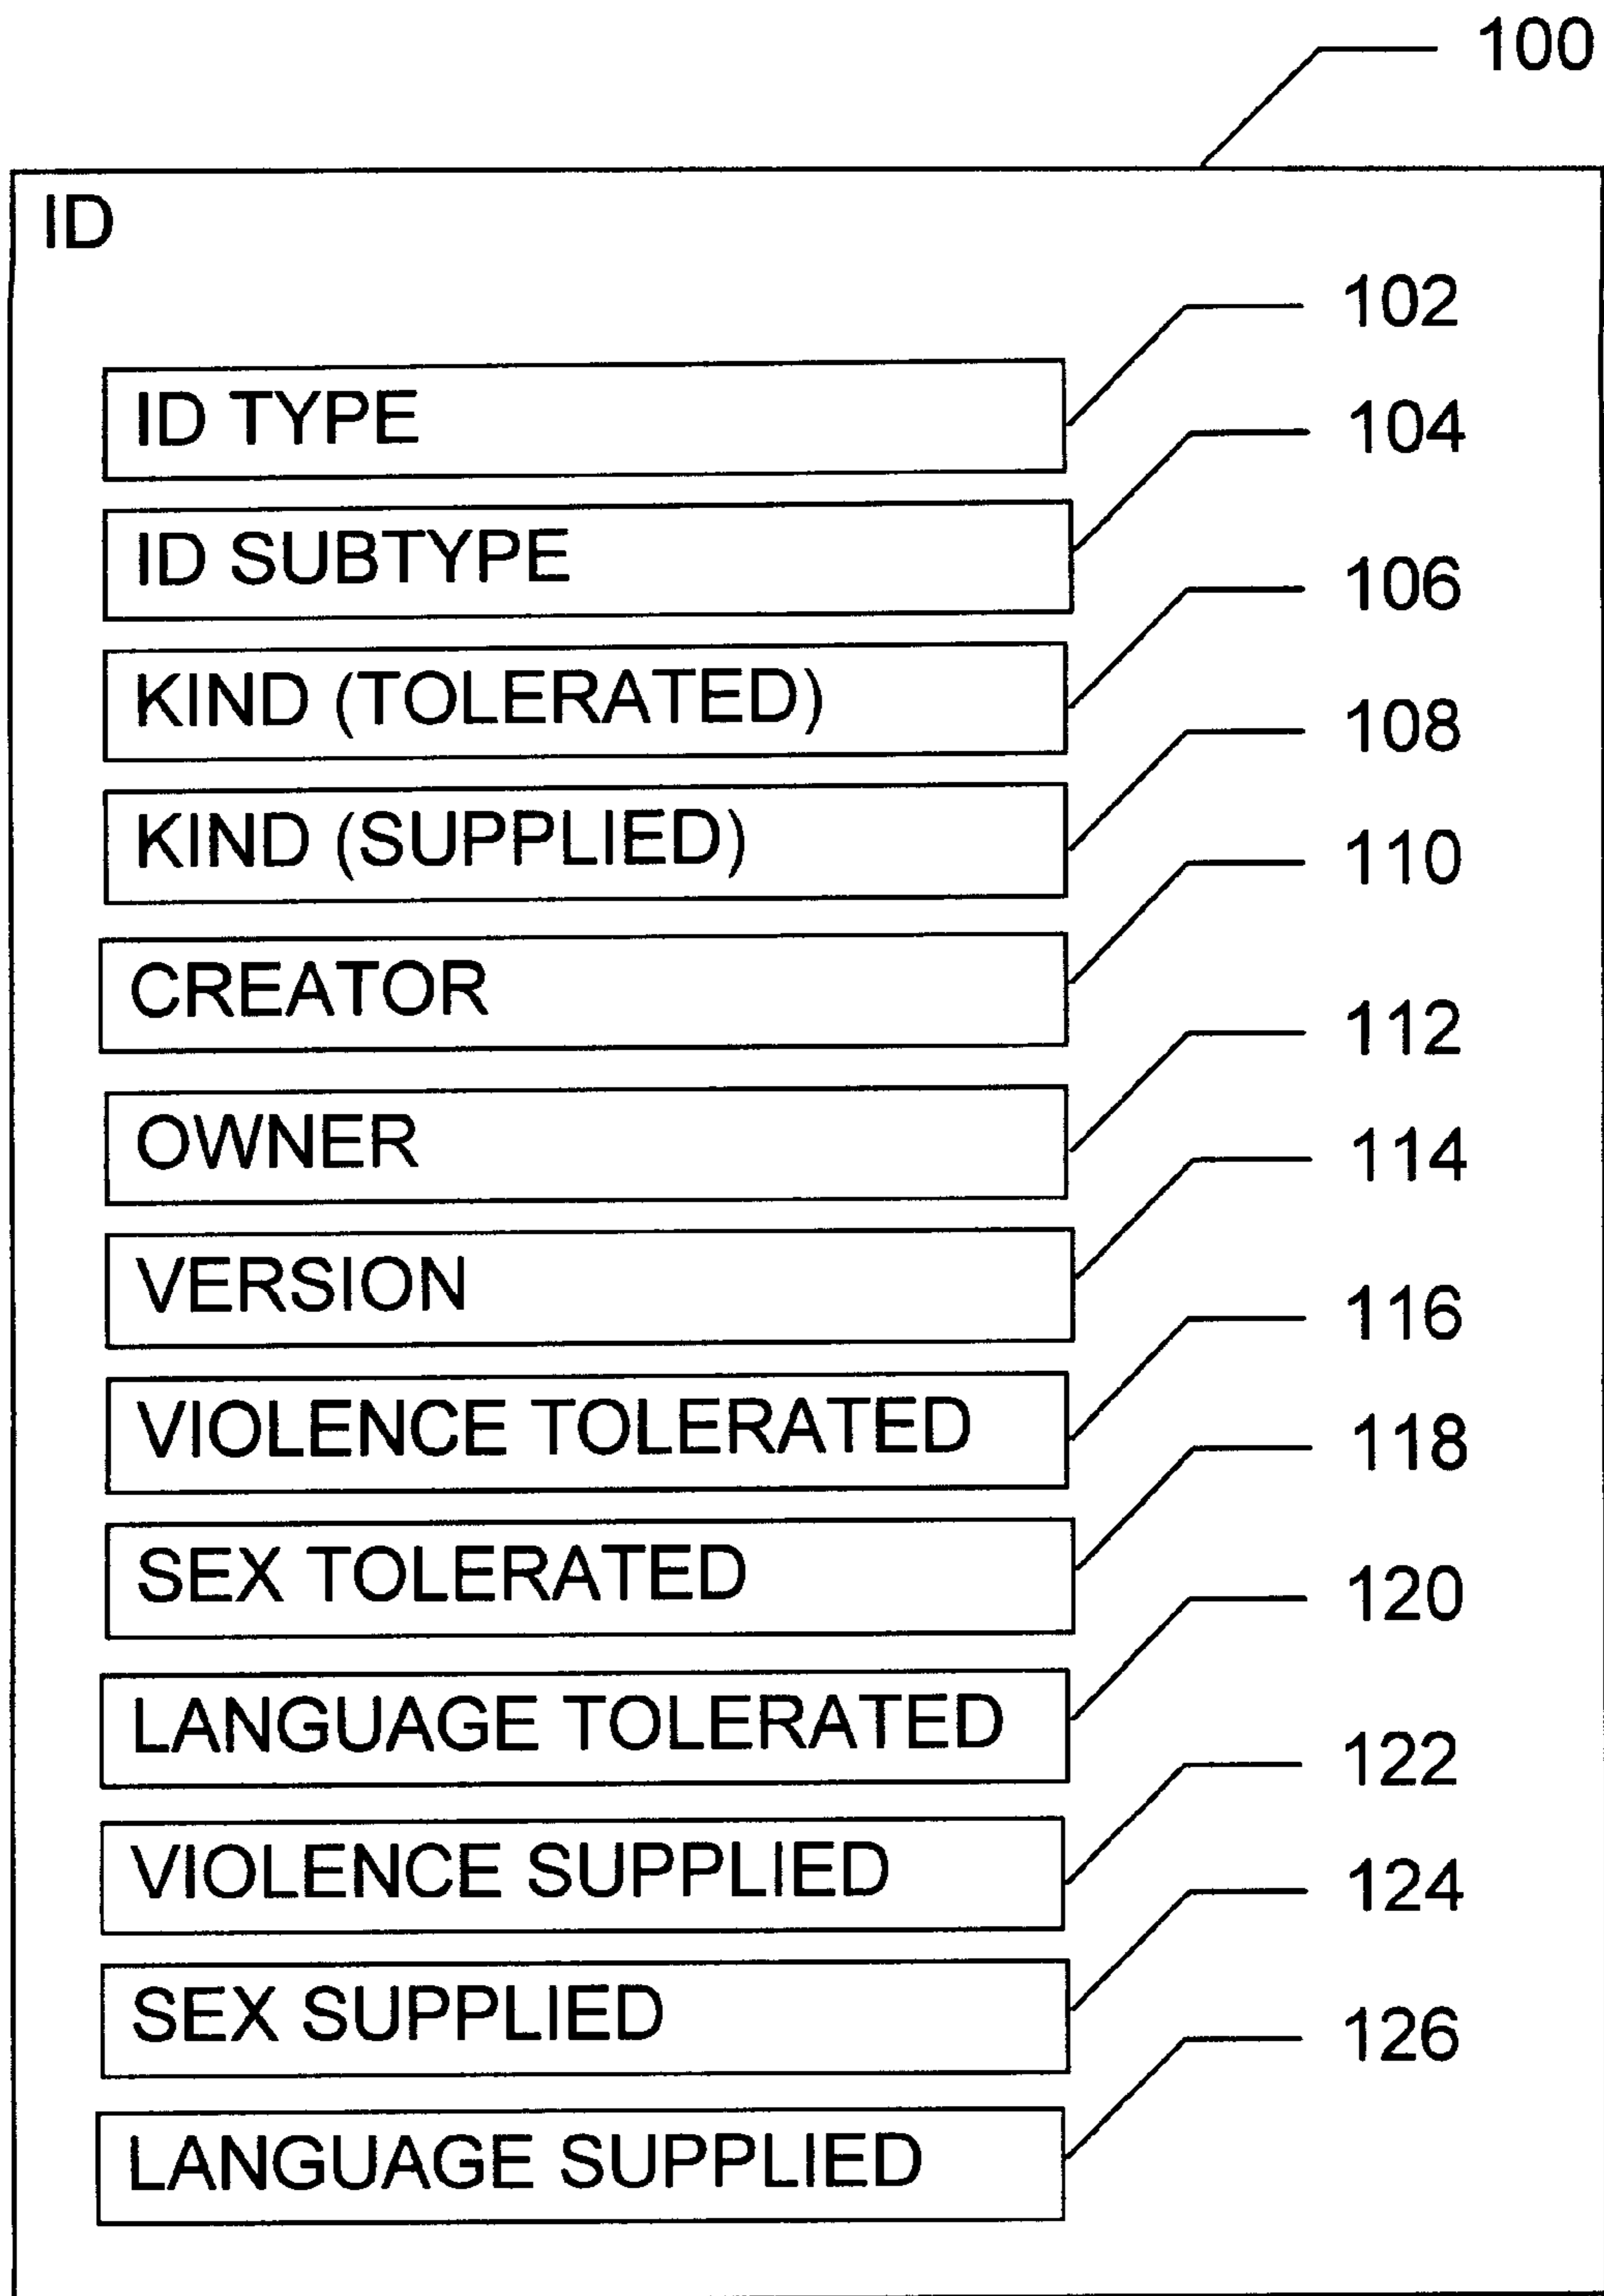 100
ID
102
ID TYPE
104
ID SUBTYPE
106
KIND (TOLERATED)
108
KIND (SUPPLIED)
110
CREATOR
112
OWNER
114
VERSION
116
VIOLENCE TOLERATED
118
SEX TOLERATED
120
LANGUAGE TOLERATED
122
VIOLENCE SUPPLIED
124
SEX SUPPLIED
126
LANGUAGE SUPPLIED